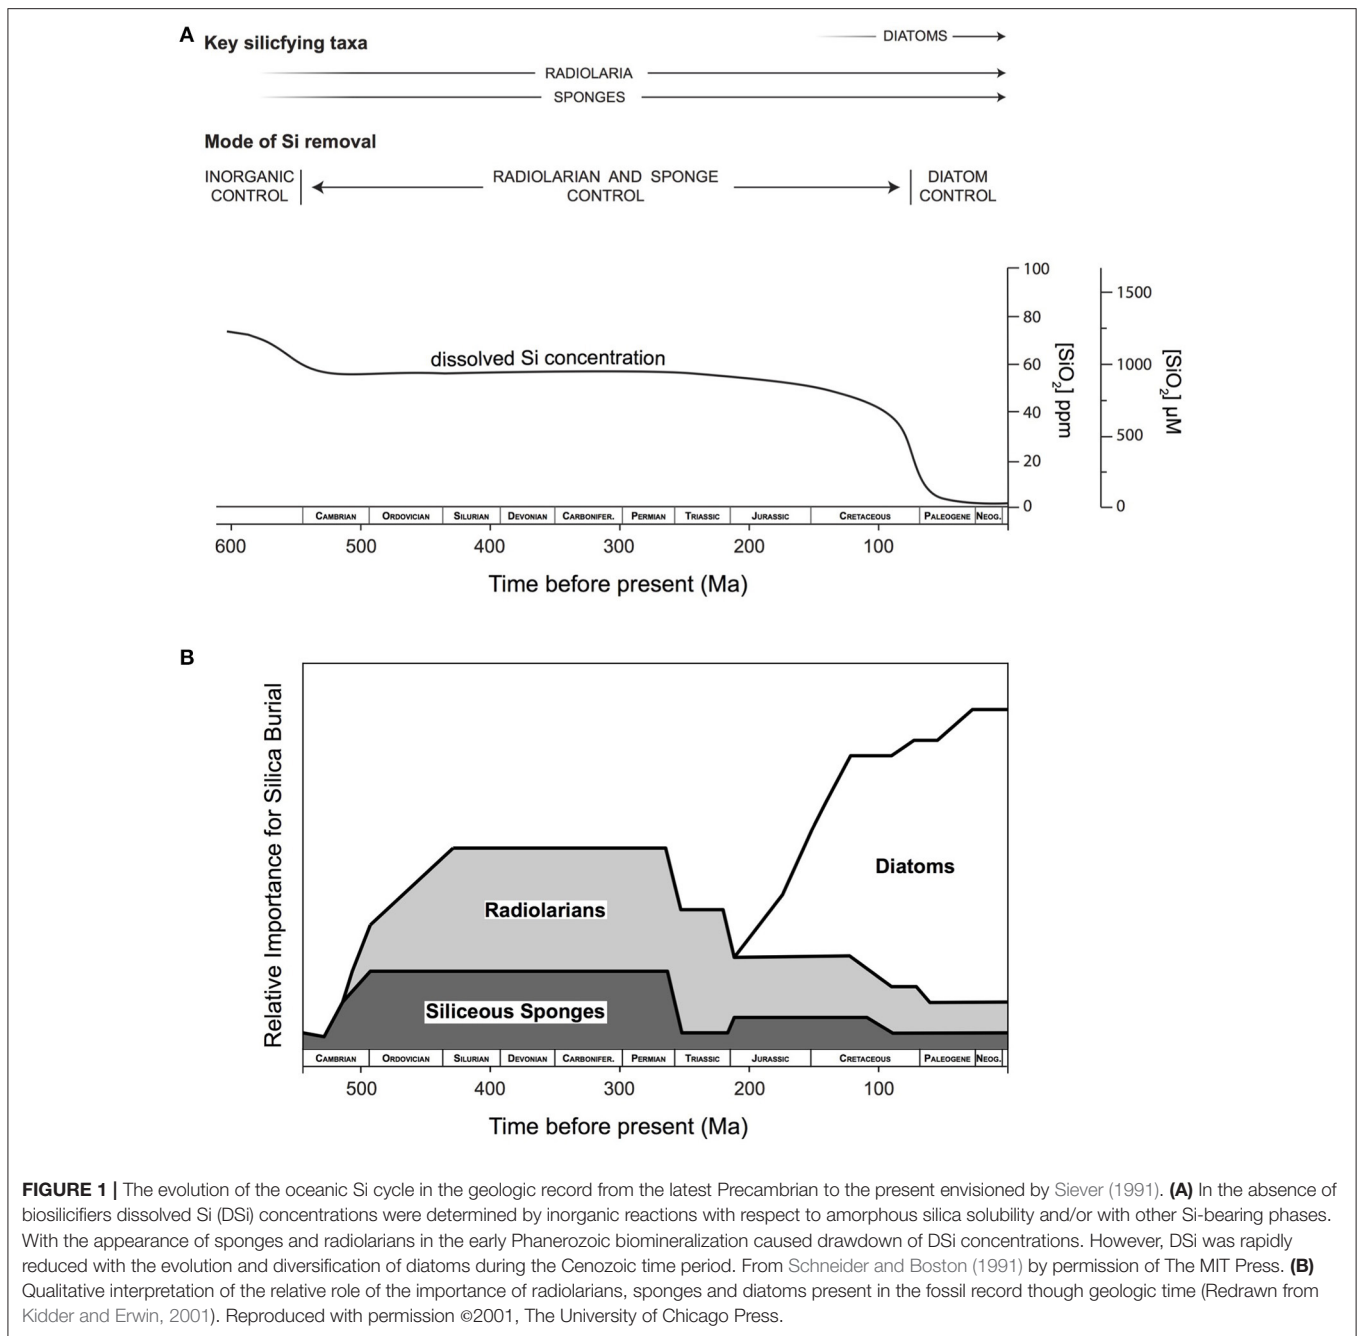 A Key silicfying taxa
DIATOMS
RADIOLARIA
SPONGES
Mode of Si removal
INORGANIC
CONTROL
RADIOLARIAN AND SPONGE
CONTROL
DIATOM
CONTROL
dissolved Si concentration
100
80
60
40
20
0
[SiO2] ppm
1500
1000
500
0
[SiO2] μM
CAMBRIAN ORDOVICIAN SILURIAN DEVONIAN CARBONIFER. PERMIAN TRIASSIC JURASSIC CRETACEOUS PALEOGENE NEOG.
600 500 400 300 200 100
Time before present (Ma)
B
Relative Importance for Silica Burial
Diatoms
Radiolarians
Siliceous Sponges
CAMBRIAN ORDOVICIAN SILURIAN DEVONIAN CARBONIFER. PERMIAN TRIASSIC JURASSIC CRETACEOUS PALEOGENE NEOG.
500 400 300 200 100
Time before present (Ma)
FIGURE 1 | The evolution of the oceanic Si cycle in the geologic record from the latest Precambrian to the present envisioned by Siever (1991). (A) In the absence of
biosilicifiers dissolved Si (DSi) concentrations were determined by inorganic reactions with respect to amorphous silica solubility and/or with other Si-bearing phases.
With the appearance of sponges and radiolarians in the early Phanerozoic biomineralization caused drawdown of DSi concentrations. However, DSi was rapidly
reduced with the evolution and diversification of diatoms during the Cenozoic time period. From Schneider and Boston (1991) by permission of The MIT Press. (B)
Qualitative interpretation of the relative role of the importance of radiolarians, sponges and diatoms present in the fossil record though geologic time (Redrawn from
Kidder and Erwin, 2001). Reproduced with permission ©2001, The University of Chicago Press.